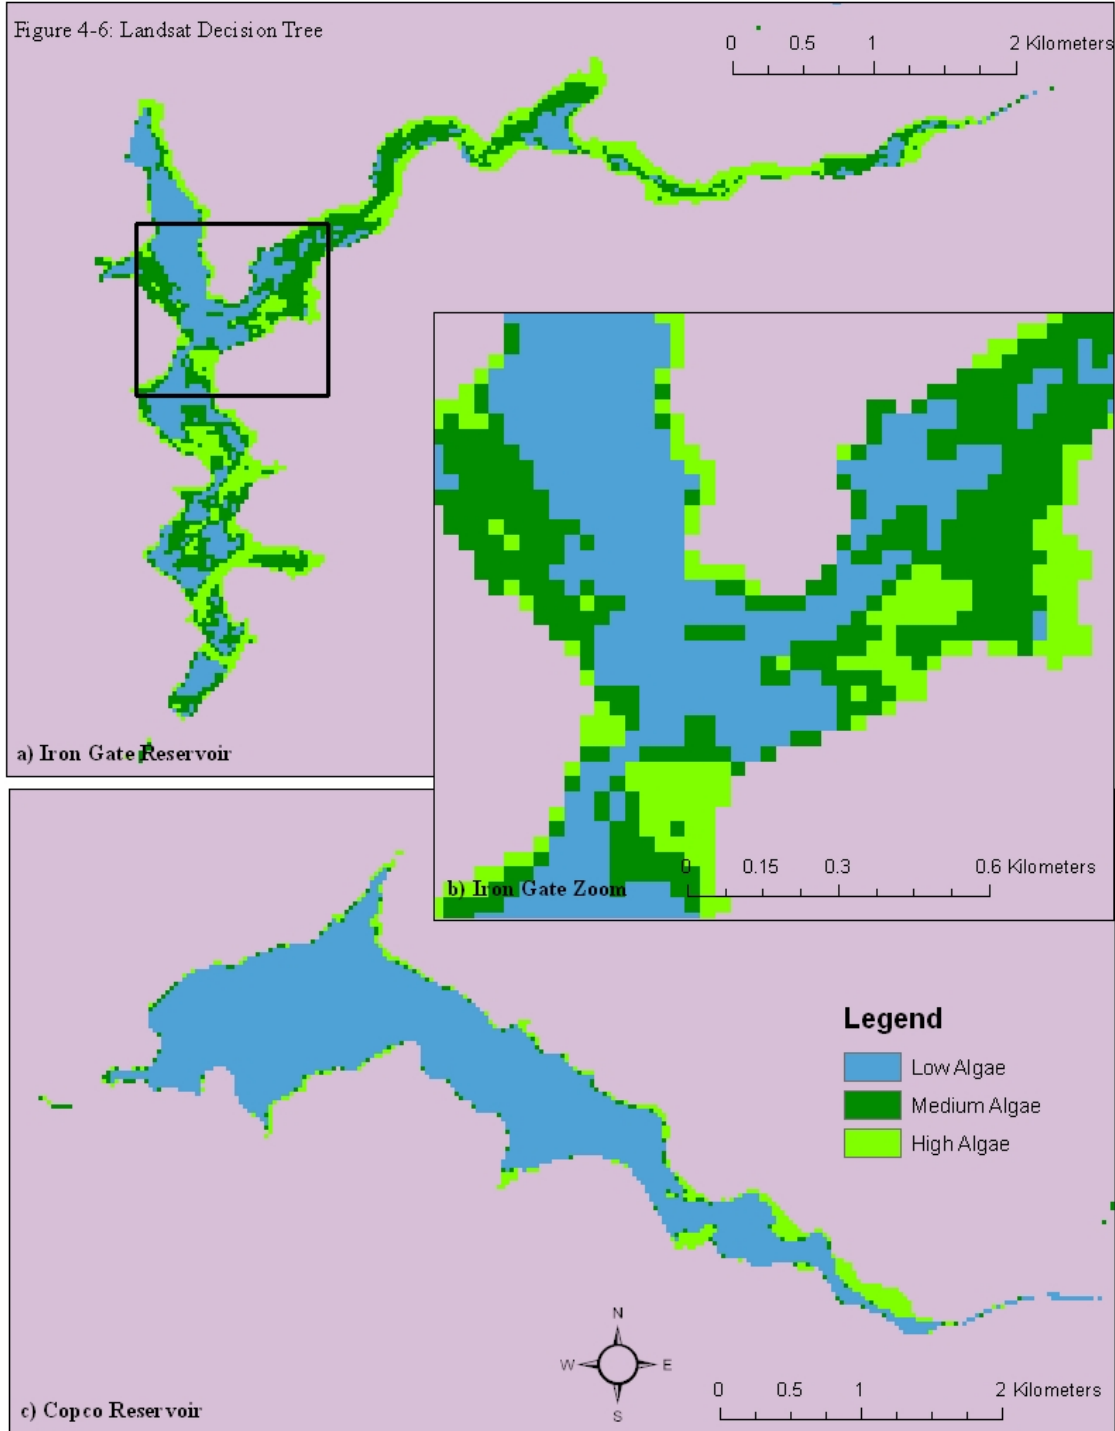 Figure 4-6: Landsat Decision Tree
0 0.5 1 2 Kilometers
a) Iron Gate Reservoir
0 0.15 0.3 0.6 Kilometers
b) Iron Gate Zoom
Legend
Low Algae
Medium Algae
High Algae
N
W E
S
0 0.5 1 2 Kilometers
c) Copco Reservoir